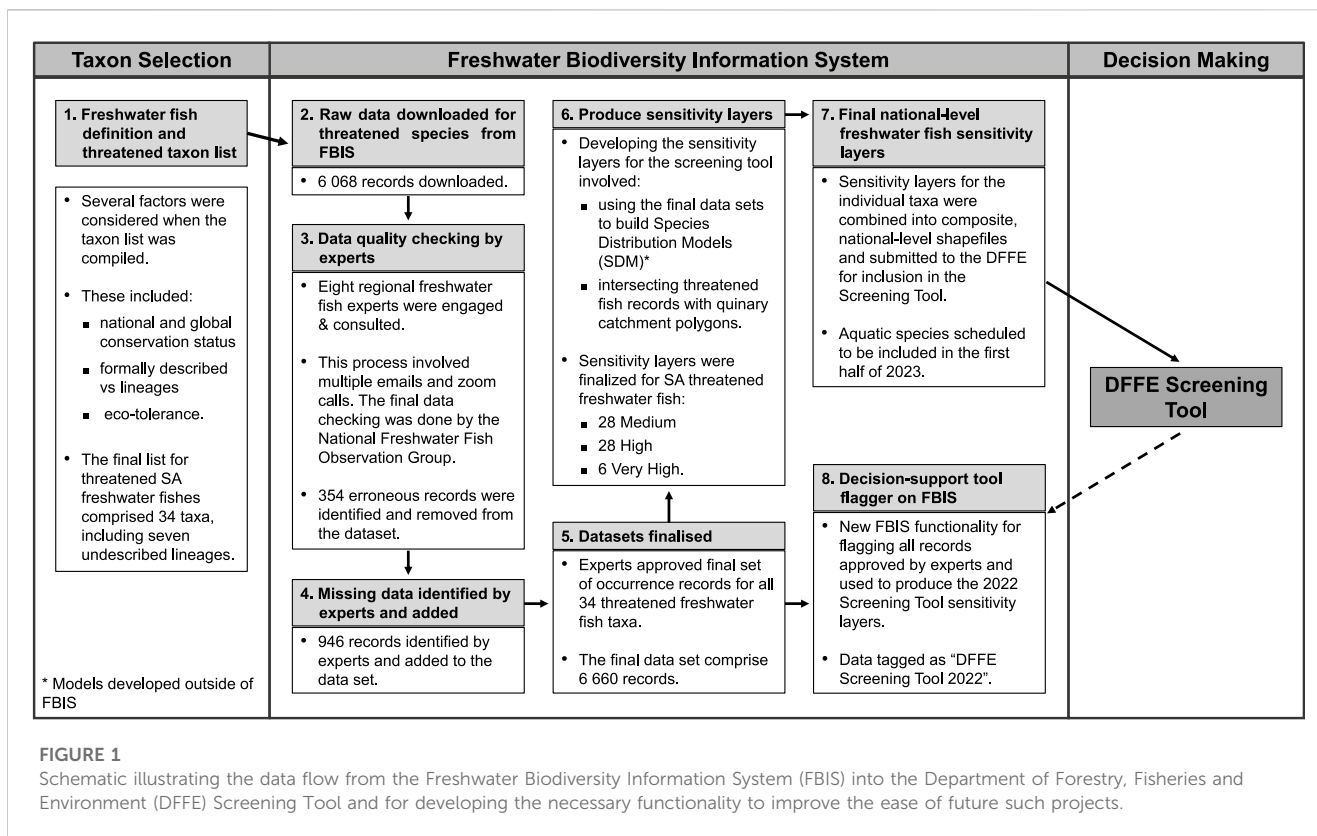 Taxon Selection
Freshwater Biodiversity Information System
Decision Making
1. Freshwater fish
definition and
threatened taxon list
• Several factors were
considered when the
taxon list was
compiled.
• These included:
▪ national and global
conservation status
▪ formally described
vs lineages
▪ eco-tolerance.
• The final list for
threatened SA
freshwater fishes
comprised 34 taxa,
including seven
undescribed lineages.
* Models developed outside of
FBIS
2. Raw data downloaded for
threatened species from
FBIS
• 6 068 records downloaded.
3. Data quality checking by
experts
• Eight regional freshwater
fish experts were engaged
& consulted.
• This process involved
multiple emails and zoom
calls. The final data
checking was done by the
National Freshwater Fish
Observation Group.
• 354 erroneous records were
identified and removed from
the dataset.
4. Missing data identified by
experts and added
• 946 records identified by
experts and added to the
data set.
5. Datasets finalised
• Experts approved final set
of occurrence records for all
34 threatened freshwater
fish taxa.
• The final data set comprise
6 660 records.
6. Produce sensitivity layers
• Developing the sensitivity
layers for the screening tool
involved:
▪ using the final data sets
to build Species
Distribution Models
(SDM)*
▪ intersecting threatened
fish records with quinary
catchment polygons.
• Sensitivity layers were
finalized for SA threatened
freshwater fish:
▪ 28 Medium
▪ 28 High
▪ 6 Very High.
7. Final national-level
freshwater fish sensitivity
layers
• Sensitivity layers for the
individual taxa were
combined into composite,
national-level shapefiles
and submitted to the DFFE
for inclusion in the
Screening Tool.
• Aquatic species scheduled
to be included in the first
half of 2023.
8. Decision-support tool
flagger on FBIS
• New FBIS functionality for
flagging all records
approved by experts and
used to produce the 2022
Screening Tool sensitivity
layers.
• Data tagged as “DFFE
Screening Tool 2022”.
DFFE Screening
Tool
FIGURE 1
Schematic illustrating the data flow from the Freshwater Biodiversity Information System (FBIS) into the Department of Forestry, Fisheries and
Environment (DFFE) Screening Tool and for developing the necessary functionality to improve the ease of future such projects.